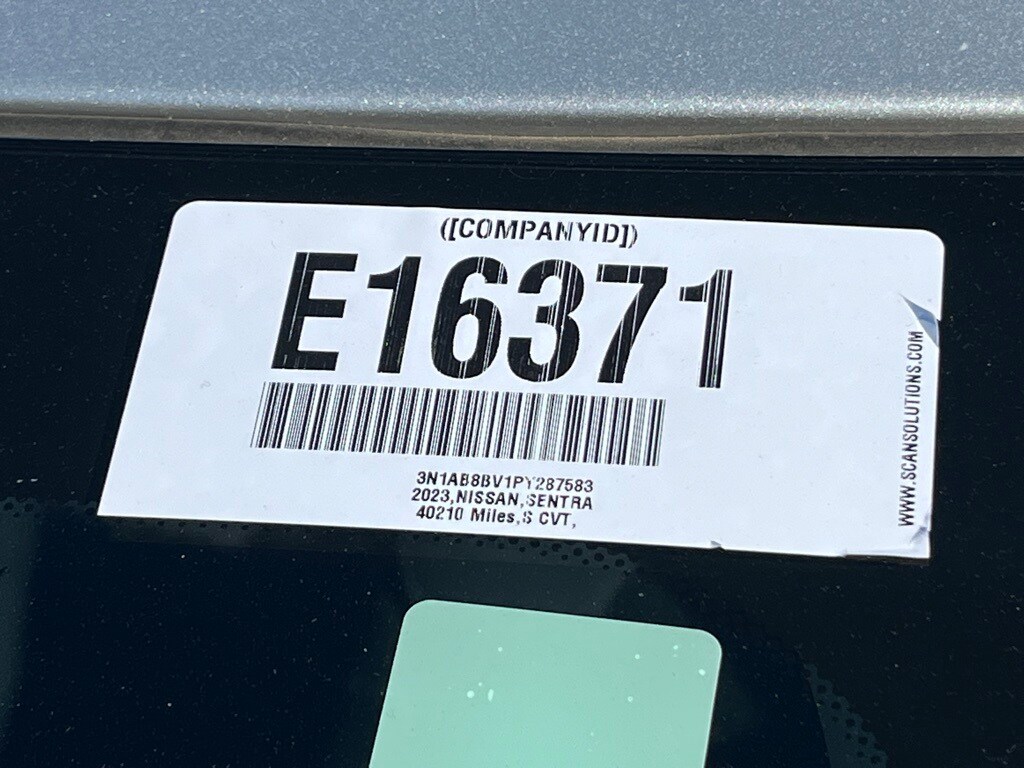 ([COMPANYID])
E16371
3N1AB8BV1PY287583
2023,NISSAN,SENTRA
40210 Miles,S CVT,
WWW.SCANSOLUTIONS.COM